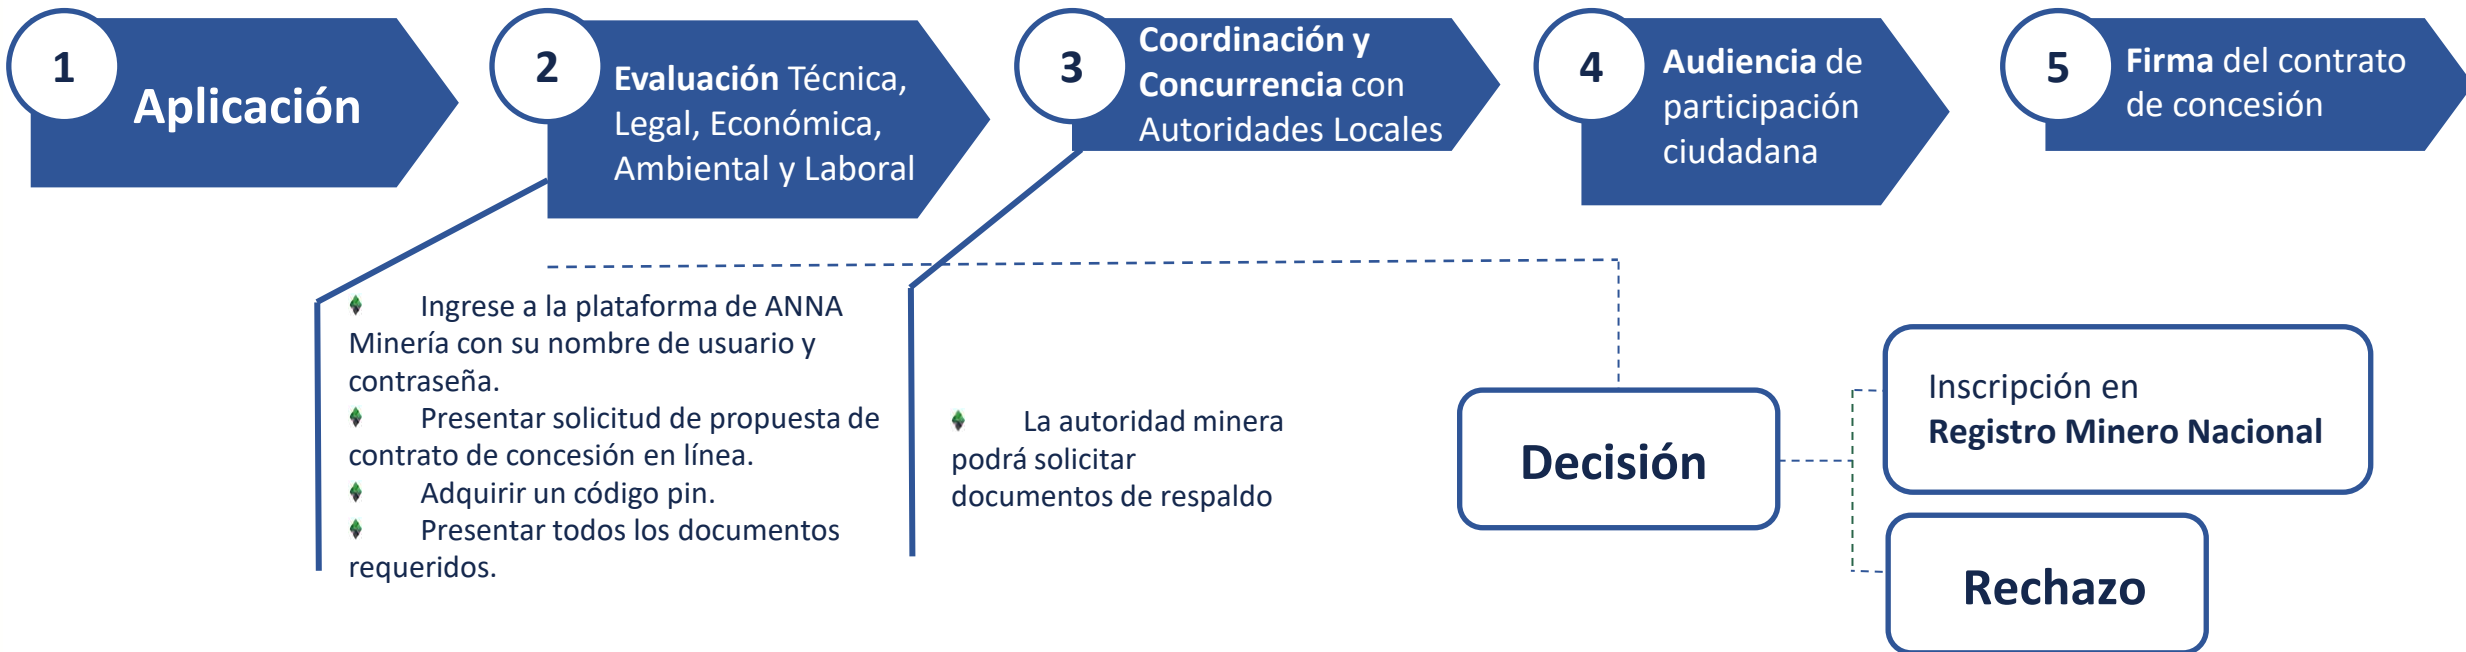 1
Aplicación
2
Evaluación Técnica,
Legal, Económica,
Ambiental y Laboral
3
Coordinación y
Concurrencia con
Autoridades Locales
4
Audiencia de
participación
ciudadana
5
Firma del contrato
de concesión
Ingrese a la plataforma de ANNA
Minería con su nombre de usuario y
contraseña.
Presentar solicitud de propuesta de
contrato de concesión en línea.
Adquirir un código pin.
Presentar todos los documentos
requeridos.
La autoridad minera
podrá solicitar
documentos de respaldo
Decisión
Inscripción en
Registro Minero Nacional
Rechazo